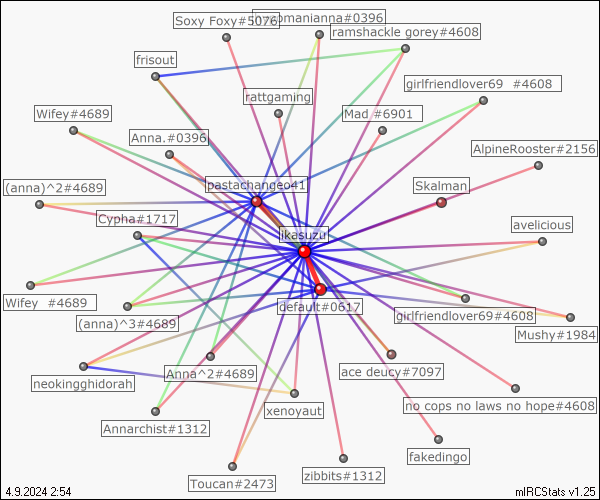 Soxy Foxy#5076
omanianna#0396
ramshackle gorey#4608
frisout
girlfriendlover69 #4608
rattgaming
Wifey#4689
Mad #6901
Anna.#0396
AlpineRooster#2156
pastachangeo41
(anna)^2#4689
Skalman
Cypha#1717
avelicious
likasuzu
Wifey #4689
default#0617
girlfriendlover69#4608
(anna)^3#4689
Mushy#1984
ace deucy#7097
Anna^2#4689
neokingghidorah
no cops no laws no hope#4608
xenoyaut
Annarchist#1312
fakedingo
zibbits#1312
Toucan#2473
4.9.2024 2:54
mIRCStats v1.25